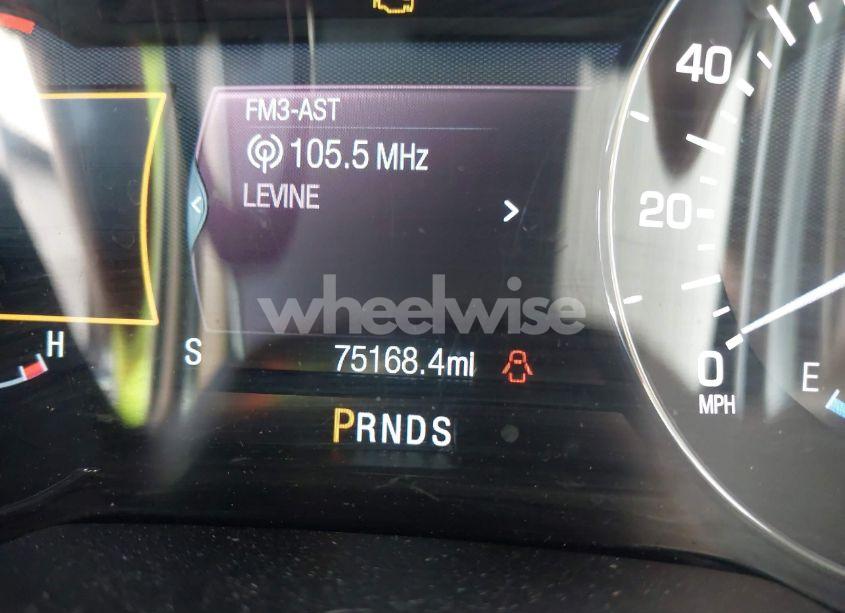 40
FM3-AST
105.5 MHz
LEVINE
20
wheelwise
H
S
75168.4mi
0
MPH
E
PRNDS